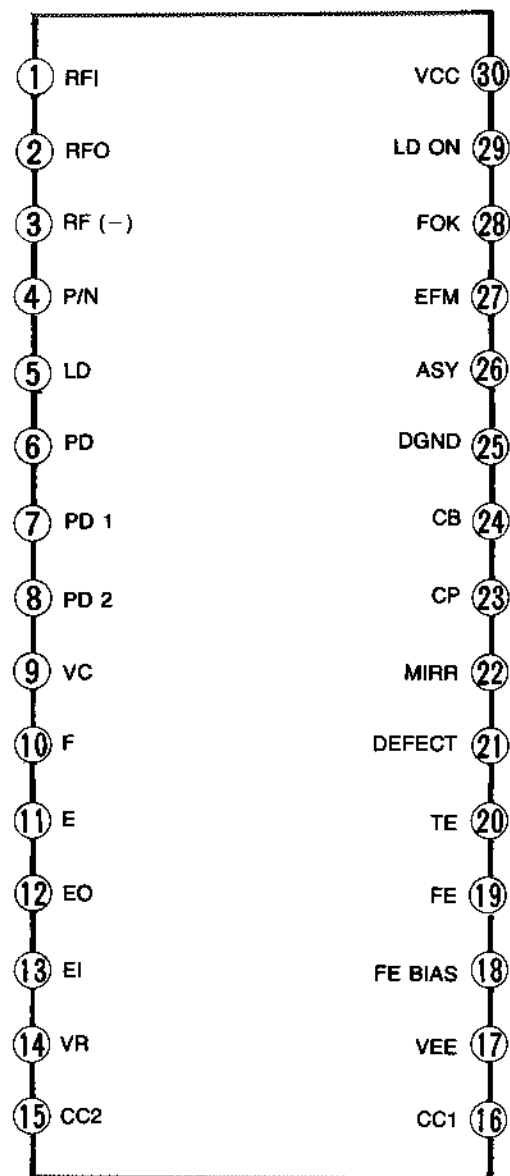 1 RFI VCC 30
2 RFO LD ON 29
3 RF (−) FOK 28
4 P/N EFM 27
5 LD ASY 26
6 PD DGND 25
7 PD 1 CB 24
8 PD 2 CP 23
9 VC MIRR 22
10 F DEFECT 21
11 E TE 20
12 EO FE 19
13 EI FE BIAS 18
14 VR VEE 17
15 CC2 CC1 16